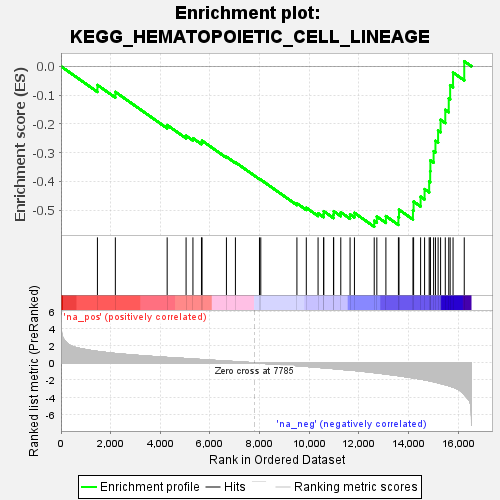 Enrichment plot:
KEGG_HEMATOPOIETIC_CELL_LINEAGE
Enrichment score (ES)
0.0
-0.1
-0.2
-0.3
-0.4
-0.5
Ranked list metric (PreRanked)
6
4
2
0
-2
-4
-6
'na_pos' (positively correlated)
Zero cross at 7785
'na_neg' (negatively correlated)
0
2,000
4,000
6,000
8,000
10,000
12,000
14,000
16,000
Rank in Ordered Dataset
Enrichment profile
Hits
Ranking metric scores